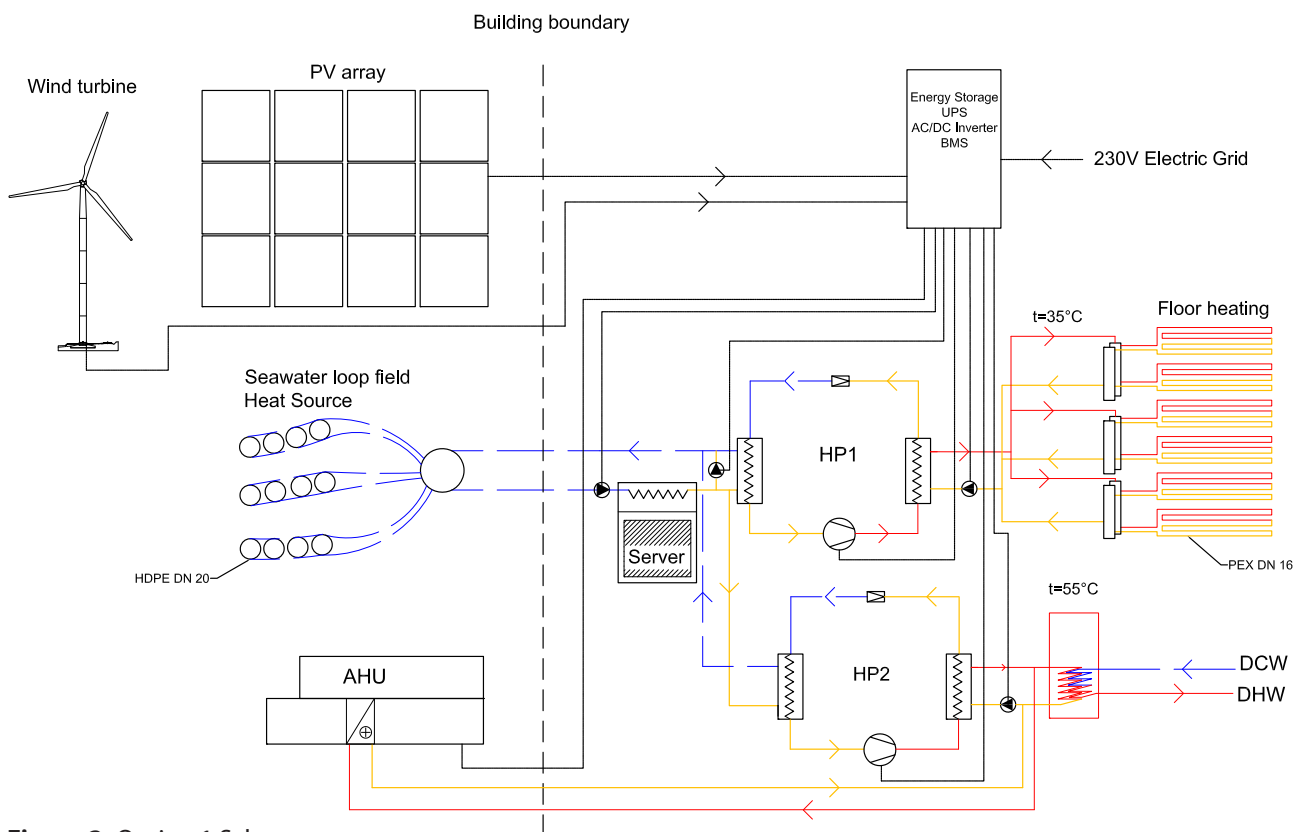 Building boundary
Wind turbine
PV array
Energy Storage
UPS
AC/DC Inverter
BMS
230V Electric Grid
t=35°C
Floor heating
Seawater loop field
Heat Source
HP1
Server
HDPE DN 20
PEX DN 16
t=55°C
AHU
HP2
DCW
DHW